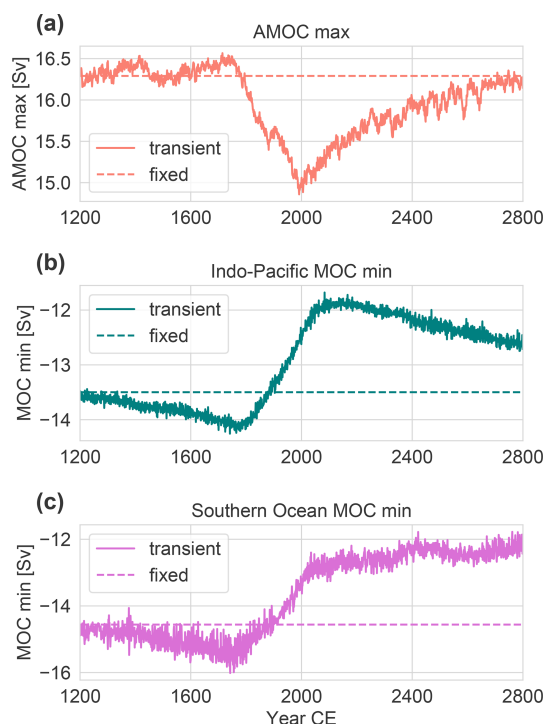 (a)
AMOC max
AMOC max [Sv]
16.5
16.0
15.5
15.0
transient
fixed
1200 1600 2000 2400 2800
(b)
Indo-Pacific MOC min
MOC min [Sv]
−12
−13
−14
transient
fixed
1200 1600 2000 2400 2800
(c)
Southern Ocean MOC min
MOC min [Sv]
−12
−14
−16
transient
fixed
1200 1600 2000 2400 2800
Year CE